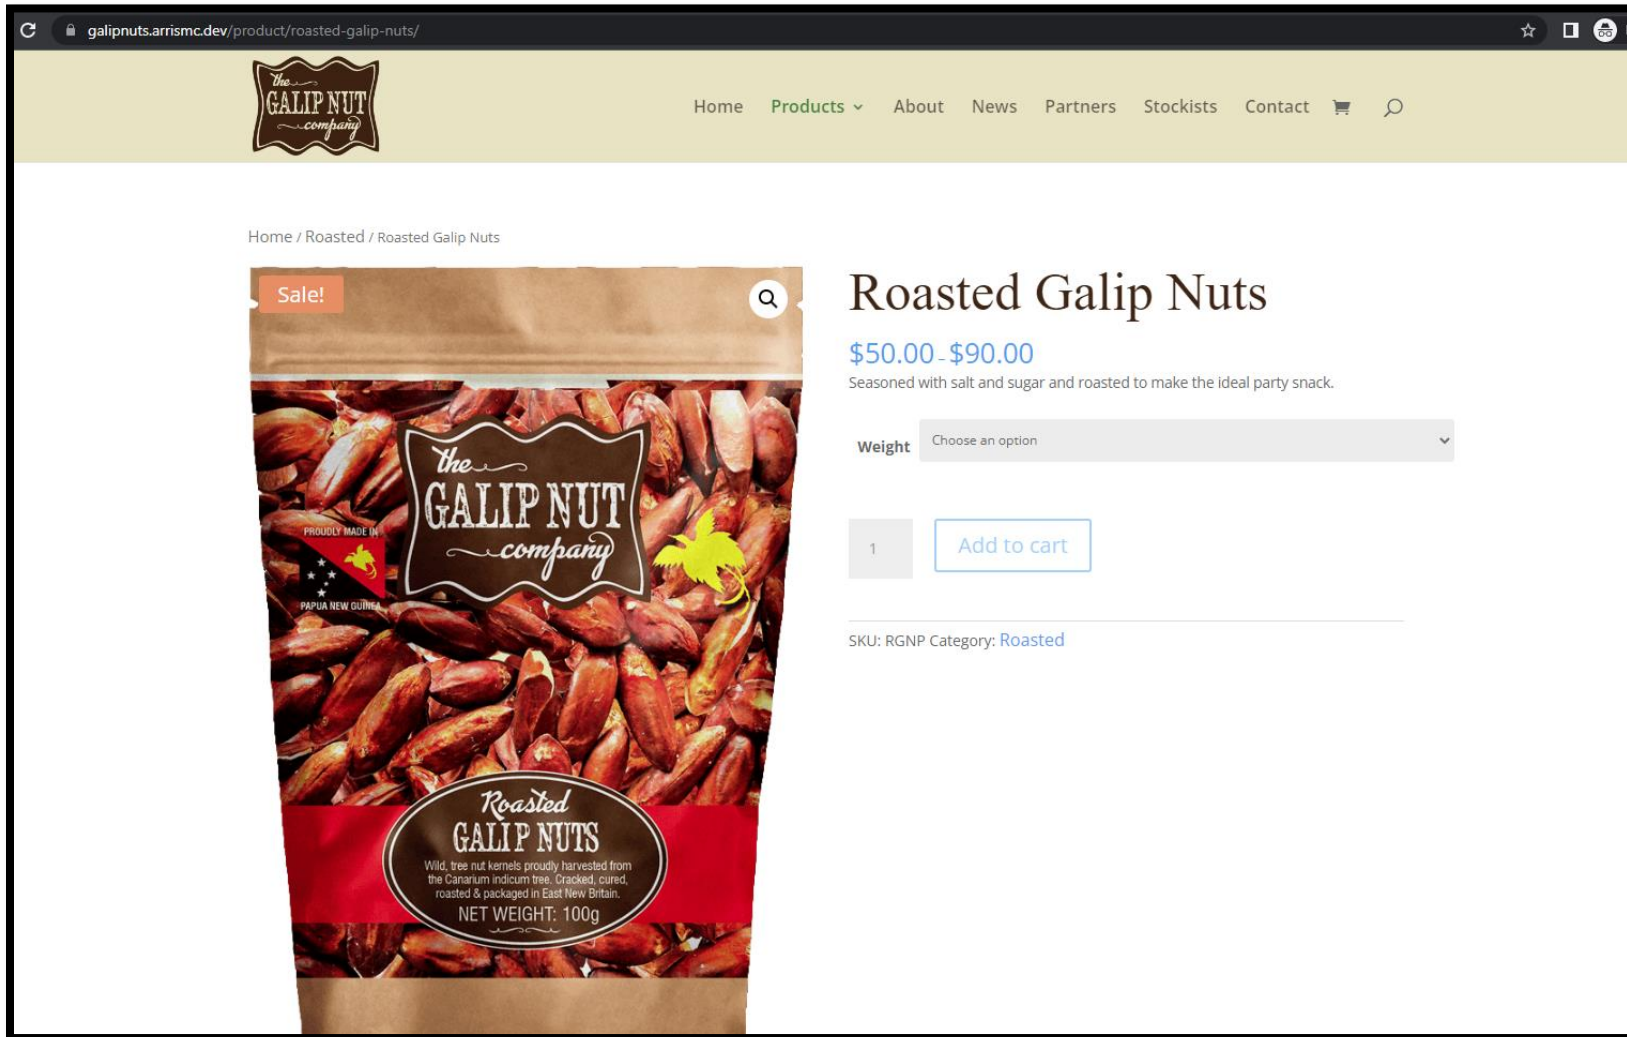 galipnuts.arrismc.dev/product/roasted-galip-nuts/
the
GALIP NUT
company
Home Products About News Partners Stockists Contact
Home / Roasted / Roasted Galip Nuts
Sale!
the
GALIP NUT
company
PROUDLY MADE IN
PAPUA NEW GUINEA
Roasted
GALIP NUTS
Wild, tree nut kernels proudly harvested from
the Canarium indicum tree. Cracked, cured,
roasted & packaged in East New Britain.
NET WEIGHT: 100g
Roasted Galip Nuts
$50.00 - $90.00
Seasoned with salt and sugar and roasted to make the ideal party snack.
Weight Choose an option
1 Add to cart
SKU: RGNP Category: Roasted